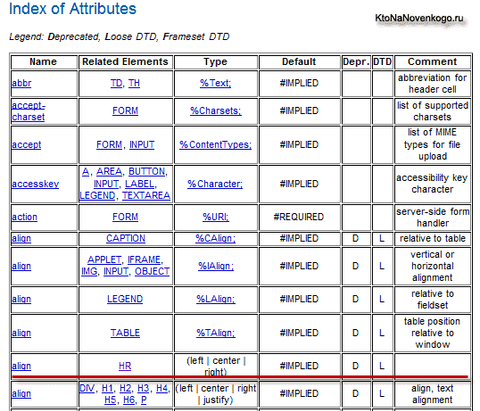 Index of Attributes
KtoNaNovenkogo.ru
Legend: Deprecated, Loose DTD, Frameset DTD
Name Related Elements Type Default Depr. DTD Comment
abbr TD, TH %Text; #IMPLIED abbreviation for
header cell
accept-
charset FORM %Charsets; #IMPLIED list of supported
charsets
accept FORM, INPUT %ContentTypes; #IMPLIED list of MIME
types for file
upload
accesskey A, AREA, BUTTON,
INPUT, LABEL,
LEGEND, TEXTAREA %Character; #IMPLIED accessibility key
character
action FORM %URI; #REQUIRED server-side form
handler
align CAPTION %CAlign; #IMPLIED D L relative to table
align APPLET, IFRAME,
IMG, INPUT, OBJECT %IAlign; #IMPLIED D L vertical or
horizontal
alignment
align LEGEND %LAlign; #IMPLIED D L relative to
fieldset
align TABLE %TAlign; #IMPLIED D L table position
relative to
window
align HR (left | center |
right) #IMPLIED D L
align DIV, H1, H2, H3, H4,
H5, H6, P (left | center | right
| justify) #IMPLIED D L align, text
alignment